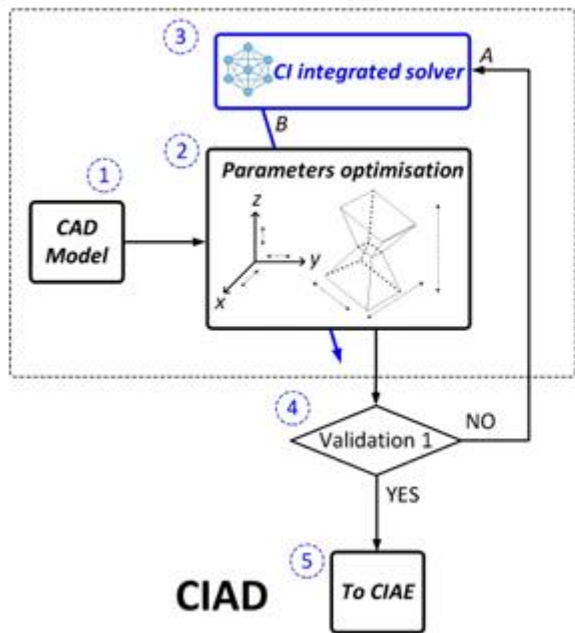 3
CI integrated solver
A
B
2
Parameters optimisation
1
CAD
Model
z
y
x
4
Validation 1
NO
YES
5
To CIAE
CIAD